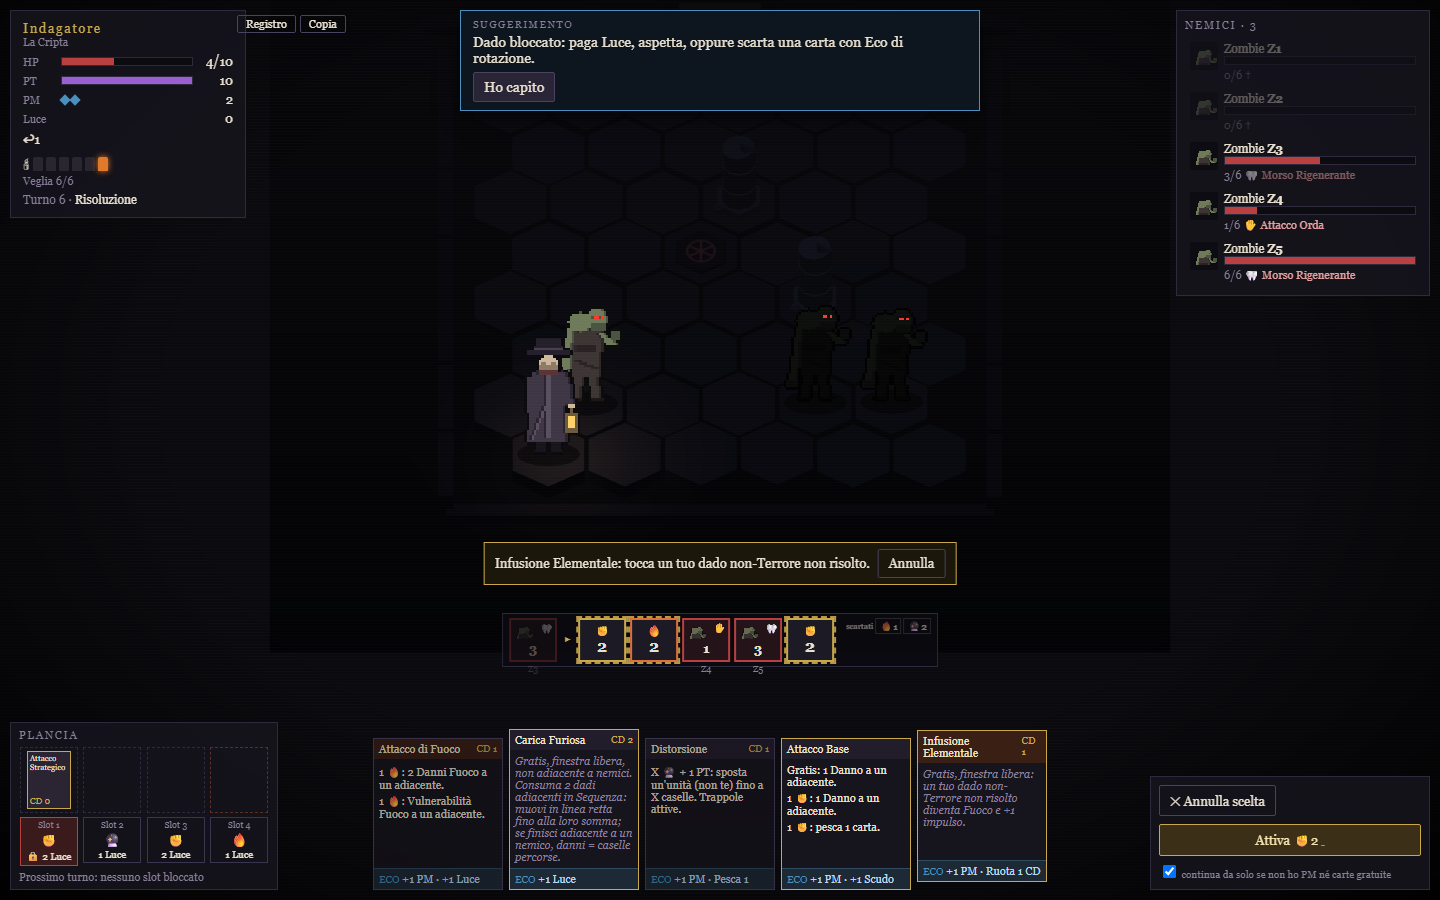 Indagatore
La Cripta
HP 4/10
PT 10
PM 2
Luce 0
↩1
Veglia 6/6
Turno 6 · Risoluzione
Registro
Copia
SUGGERIMENTO
Dado bloccato: paga Luce, aspetta, oppure scarta una carta con Eco di
rotazione.
Ho capito
NEMICI · 3
Zombie Z1
0/6 †
Zombie Z2
0/6 †
Zombie Z3
3/6 Morso Rigenerante
Zombie Z4
1/6 Attacco Orda
Zombie Z5
6/6 Morso Rigenerante
Infusione Elementale: tocca un tuo dado non-Terrore non risolto.
Annulla
3
Z3
▸
2
2
1
Z4
3
Z5
2
scartati 1 2
PLANCIA
Attacco
Strategico
CD 0
Slot 1
2 Luce
Slot 2
1 Luce
Slot 3
2 Luce
Slot 4
1 Luce
Prossimo turno: nessuno slot bloccato
Attacco di Fuoco CD 1
1 : 2 Danni Fuoco a
un adiacente.
1 : Vulnerabilità
Fuoco a un adiacente.
ECO +1 PM · +1 Luce
Carica Furiosa CD 2
Gratis, finestra libera,
non adiacente a nemici.
Consuma 2 dadi
adiacenti in Sequenza:
muovi in linea retta
fino alla loro somma;
se finisci adiacente a un
nemico, danni = caselle
percorse.
ECO +1 Luce
Distorsione CD 1
X + 1 PT: sposta
un'unità (non te) fino a
X caselle. Trappole
attive.
ECO +1 PM · Pesca 1
Attacco Base
Gratis: 1 Danno a un
adiacente.
1 : 1 Danno a un
adiacente.
1 : pesca 1 carta.
ECO +1 PM · +1 Scudo
Infusione
Elementale
CD
1
Gratis, finestra libera:
un tuo dado non-
Terrore non risolto
diventa Fuoco e +1
impulso.
ECO +1 PM · Ruota 1 CD
✕ Annulla scelta
Attiva 2
continua da solo se non ho PM né carte gratuite